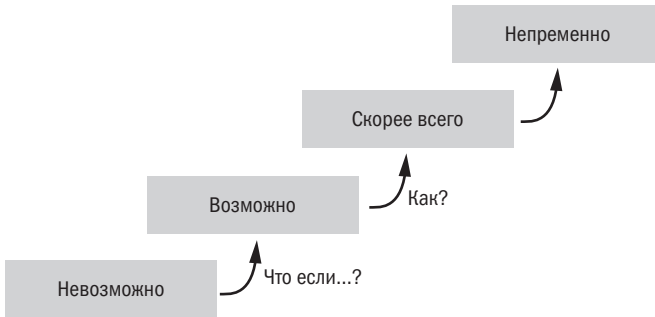 Непременно
Скорее всего
Возможно
Как?
Что если...?
Невозможно